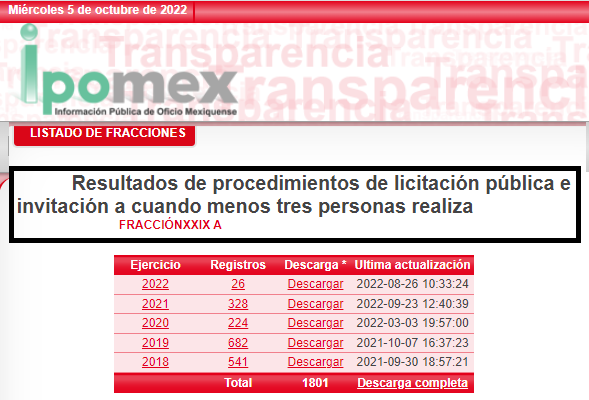 Miércoles 5 de octubre de 2022
Transparencia
Transparencia
ipomex
Información Pública de Oficio Mexiquense
LISTADO DE FRACCIONES
Resultados de procedimientos de licitación pública e
invitación a cuando menos tres personas realiza
FRACCIÓNXXIX A
Ejercicio Registros Descarga * Ultima actualización
2022 26 Descargar 2022-08-26 10:33:24
2021 328 Descargar 2022-09-23 12:40:39
2020 224 Descargar 2022-03-03 19:57:00
2019 682 Descargar 2021-10-07 16:37:23
2018 541 Descargar 2021-09-30 18:57:21
Total 1801 Descarga completa